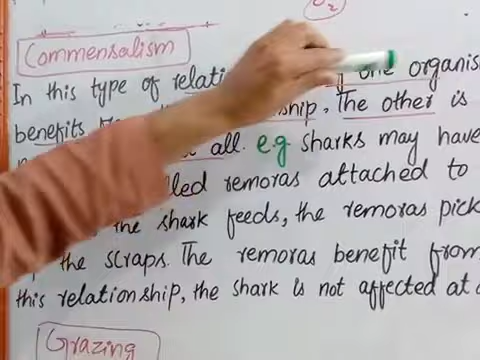 O2
Commensalism
In this type of relati one organis
benefits ship, The other is
all. e.g sharks may have
lled remoras attached to
the shark feeds, the remoras pick
the scraps. The remoras benefit from
this relationship, the shark is not affected at a
Grazing